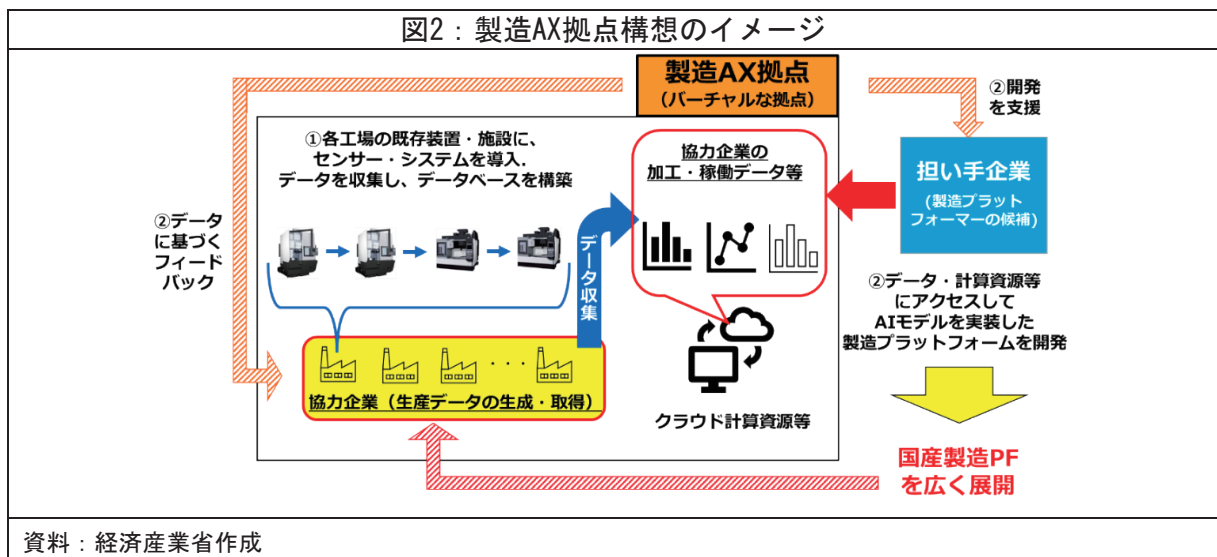 図2：製造AX拠点構想のイメージ
製造AX拠点
（バーチャルな拠点）
②開発
を支援
①各工場の既存装置・施設に、
センサー・システムを導入.
データを収集し、データベースを構築
協力企業の
加工・稼働データ等
担い手企業
(製造プラット
フォーマーの候補)
②データ
に基づく
フィード
バック
データ収集
②データ・計算資源等
にアクセスして
AIモデルを実装した
製造プラットフォームを開発
・・・
協力企業（生産データの生成・取得）
クラウド計算資源等
国産製造PF
を広く展開
資料：経済産業省作成